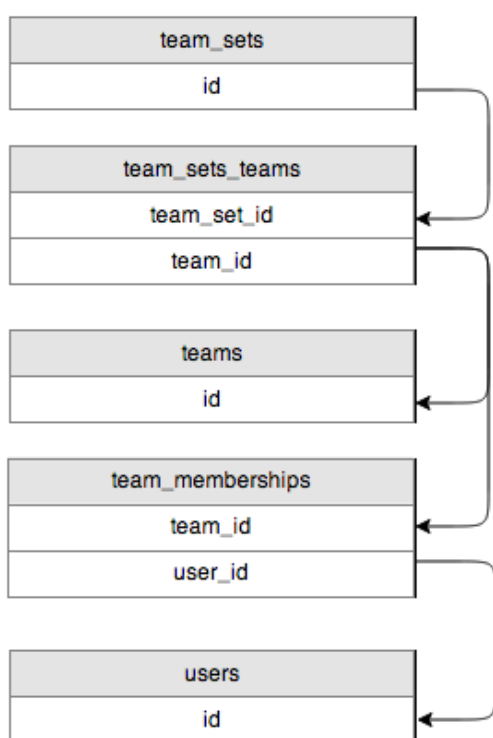 team_sets
id
team_sets_teams
team_set_id
team_id
teams
id
team_memberships
team_id
user_id
users
id